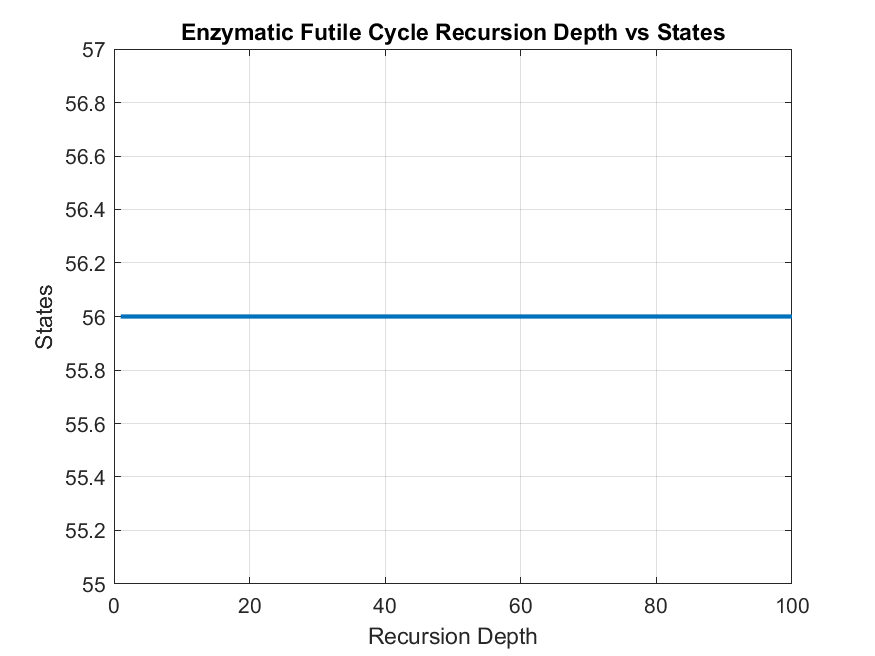 Enzymatic Futile Cycle Recursion Depth vs States
57
56.8
56.6
56.4
56.2
56
55.8
55.6
55.4
55.2
55
States
0 20 40 60 80 100
Recursion Depth